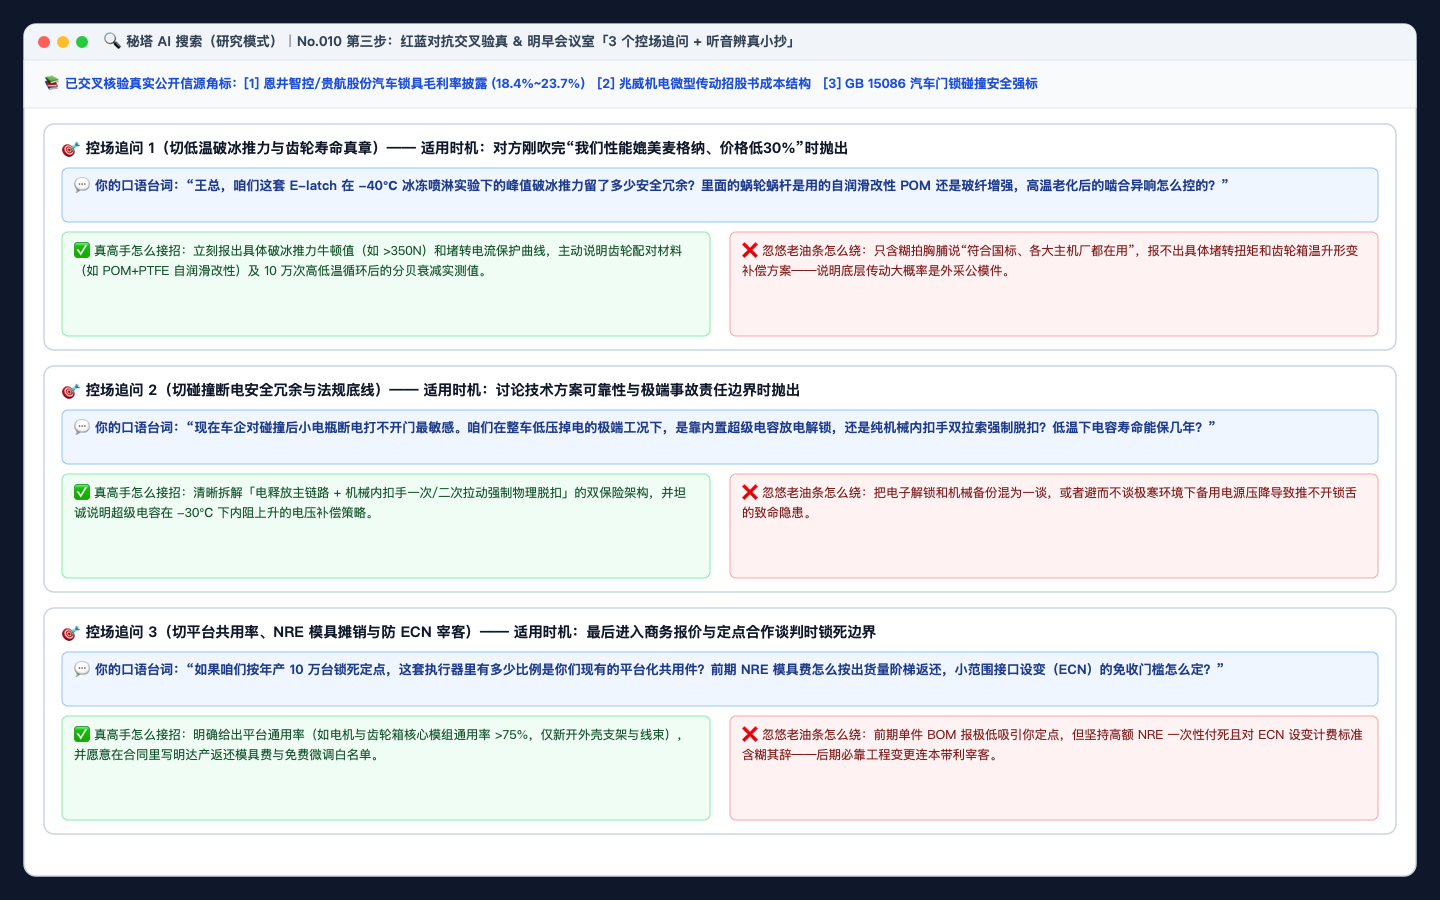 秘塔 AI 搜索（研究模式）｜No.010 第三步：红蓝对抗交叉验真 & 明早会议室「3 个控场追问 + 听音辨真小抄」
已交叉核验真实公开信源角标：[1] 恩井智控/贵航股份汽车锁具毛利率披露 (18.4%~23.7%) [2] 兆威机电微型传动招股书成本结构 [3] GB 15086 汽车门锁碰撞安全强标
控场追问 1（切低温破冰推力与齿轮寿命真章）—— 适用时机：对方刚吹完“我们性能媲美麦格纳、价格低30%”时抛出
你的口语台词：“王总，咱们这套 E-latch 在 -40°C 冰冻喷淋实验下的峰值破冰推力留了多少安全冗余？里面的蜗轮蜗杆是用的自润滑改性 POM 还是玻纤增强，高温老化后的啮合异响怎么控的？”
✅ 真高手怎么接招：立刻报出具体破冰推力牛顿值（如 >350N）和堵转电流保护曲线，主动说明齿轮配对材料
（如 POM+PTFE 自润滑改性）及 10 万次高低温循环后的分贝衰减实测值。
❌ 忽悠老油条怎么绕：只含糊拍胸脯说“符合国标、各大主机厂都在用”，报不出具体堵转扭矩和齿轮箱温升形变
补偿方案——说明底层传动大概率是外采公模件。
控场追问 2（切碰撞断电安全冗余与法规底线）—— 适用时机：讨论技术方案可靠性与极端事故责任边界时抛出
你的口语台词：“现在车企对碰撞后小电瓶断电打不开门最敏感。咱们在整车低压掉电的极端工况下，是靠内置超级电容放电解锁，还是纯机械内扣手双拉索强制脱扣？低温下电容寿命能保几年？”
✅ 真高手怎么接招：清晰拆解「电释放主链路 + 机械内扣手一次/二次拉动强制物理脱扣」的双保险架构，并坦
诚说明超级电容在 -30°C 下内阻上升的电压补偿策略。
❌ 忽悠老油条怎么绕：把电子解锁和机械备份混为一谈，或者避而不谈极寒环境下备用电源压降导致推不开锁舌
的致命隐患。
控场追问 3（切平台共用率、NRE 模具摊销与防 ECN 宰客）—— 适用时机：最后进入商务报价与定点合作谈判时锁死边界
你的口语台词：“如果咱们按年产 10 万台锁死定点，这套执行器里有多少比例是你们现有的平台化共用件？前期 NRE 模具费怎么按出货量阶梯返还，小范围接口设变（ECN）的免收门槛怎么定？”
✅ 真高手怎么接招：明确给出平台通用率（如电机与齿轮箱核心模组通用率 >75%，仅新开外壳支架与线束），
并愿意在合同里写明达产返还模具费与免费微调白名单。
❌ 忽悠老油条怎么绕：前期单件 BOM 报极低吸引你定点，但坚持高额 NRE 一次性付死且对 ECN 设变计费标准
含糊其辞——后期必靠工程变更连本带利宰客。